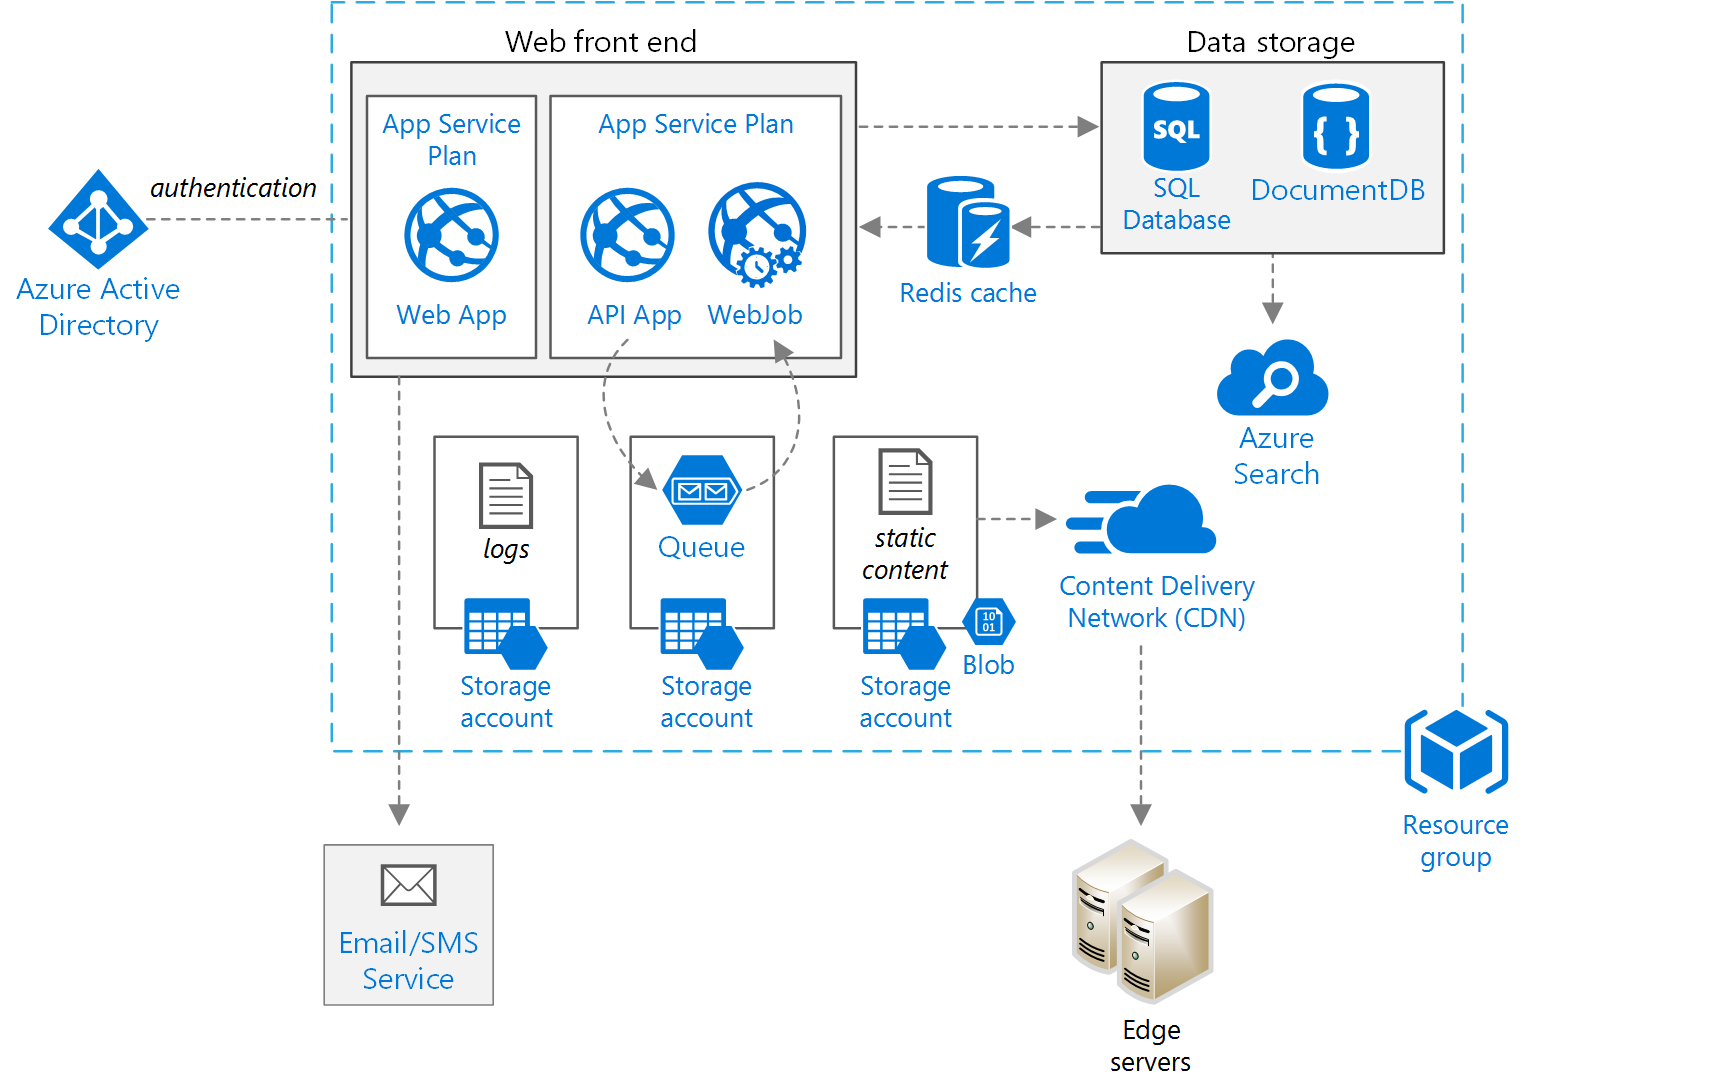 Web front end
Data storage
App Service
Plan
App Service Plan
SQL
{ }
authentication
SQL
Database
DocumentDB
Web App
API App
WebJob
Redis cache
Azure Active
Directory
Azure
Search
logs
Queue
static
content
Content Delivery
Network (CDN)
10
01
Blob
Storage
account
Storage
account
Storage
account
Resource
group
Email/SMS
Service
Edge
servers